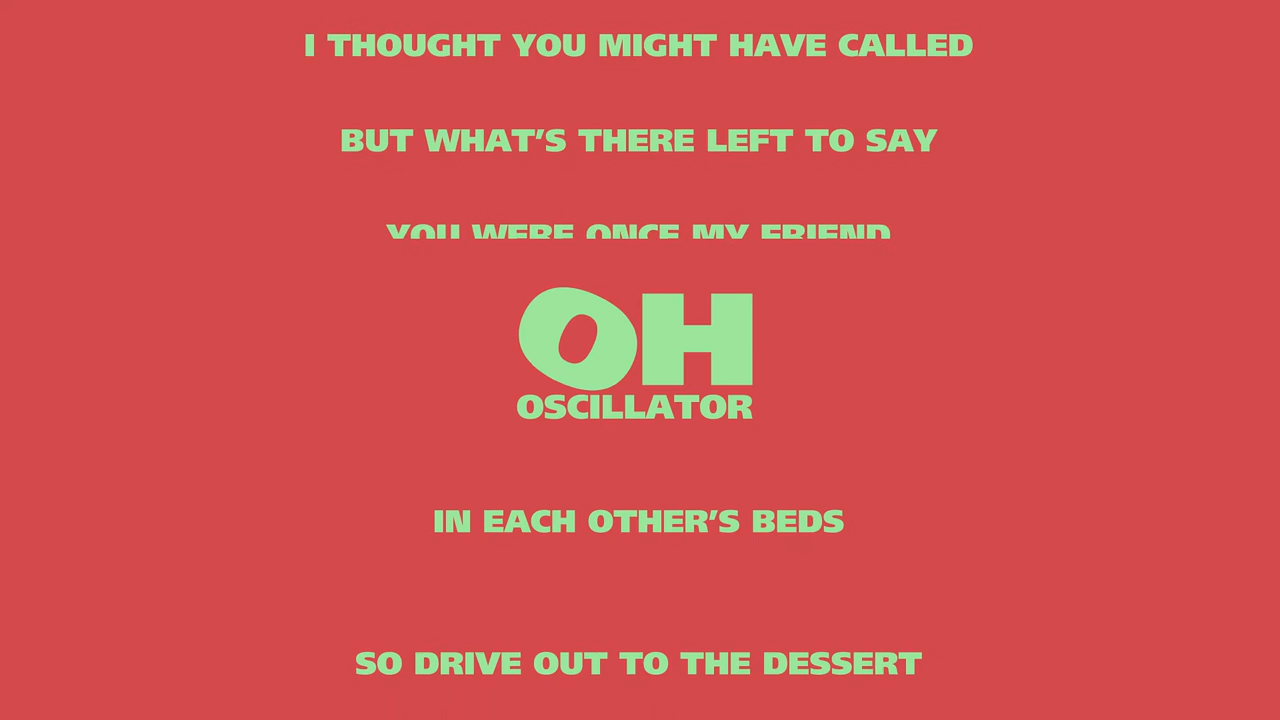 I THOUGHT YOU MIGHT HAVE CALLED
BUT WHAT'S THERE LEFT TO SAY
YOU WERE ONCE MY FRIEND
OH
OSCILLATOR
IN EACH OTHER'S BEDS
SO DRIVE OUT TO THE DESSERT